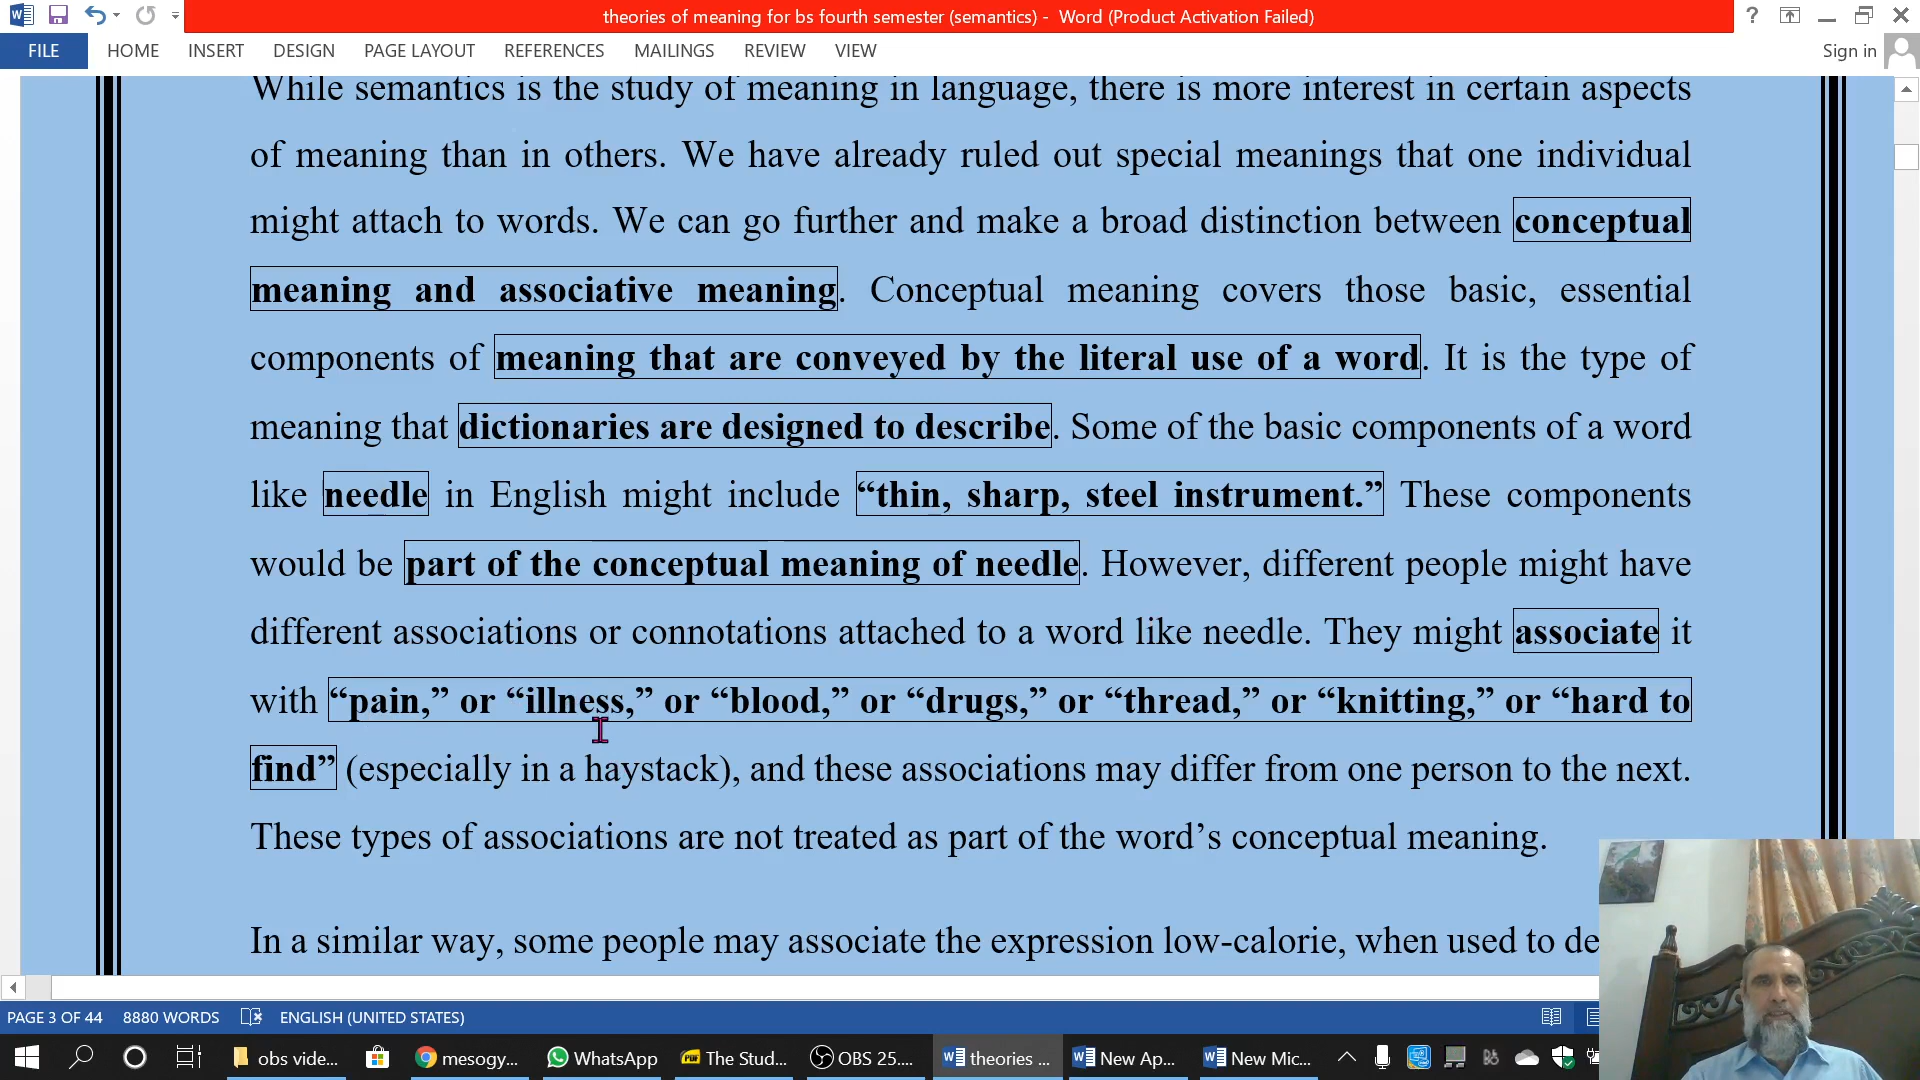 theories of meaning for bs fourth semester (semantics) - Word (Product Activation Failed)
FILE HOME INSERT DESIGN PAGE LAYOUT REFERENCES MAILINGS REVIEW VIEW Sign in
While semantics is the study of meaning in language, there is more interest in certain aspects
of meaning than in others. We have already ruled out special meanings that one individual
might attach to words. We can go further and make a broad distinction between conceptual
meaning and associative meaning. Conceptual meaning covers those basic, essential
components of meaning that are conveyed by the literal use of a word. It is the type of
meaning that dictionaries are designed to describe. Some of the basic components of a word
like needle in English might include “thin, sharp, steel instrument.” These components
would be part of the conceptual meaning of needle. However, different people might have
different associations or connotations attached to a word like needle. They might associate it
with “pain,” or “illness,” or “blood,” or “drugs,” or “thread,” or “knitting,” or “hard to
find” (especially in a haystack), and these associations may differ from one person to the next.
These types of associations are not treated as part of the word’s conceptual meaning.
In a similar way, some people may associate the expression low-calorie, when used to de
PAGE 3 OF 44 8880 WORDS ENGLISH (UNITED STATES)
obs vide... mesogy... WhatsApp The Stud... OBS 25.... theories ... New Ap... New Mic...